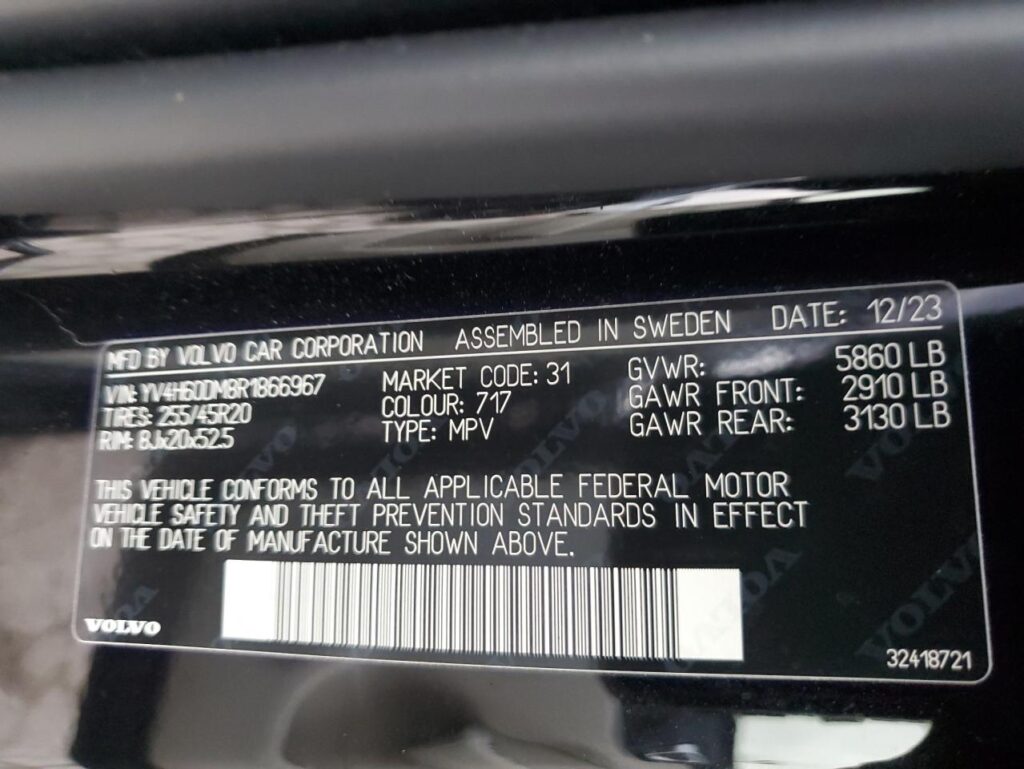 MFD BY VOLVO CAR CORPORATION ASSEMBLED IN SWEDEN DATE: 12/23
VIN: YV4H60DM8R1866967 MARKET CODE: 31 GVWR: 5860 LB
TIRES: 255/45R20 COLOUR: 717 GAWR FRONT: 2910 LB
RIM: 8Jx20x52.5 TYPE: MPV GAWR REAR: 3130 LB
THIS VEHICLE CONFORMS TO ALL APPLICABLE FEDERAL MOTOR
VEHICLE SAFETY AND THEFT PREVENTION STANDARDS IN EFFECT
ON THE DATE OF MANUFACTURE SHOWN ABOVE.
VOLVO
32418721